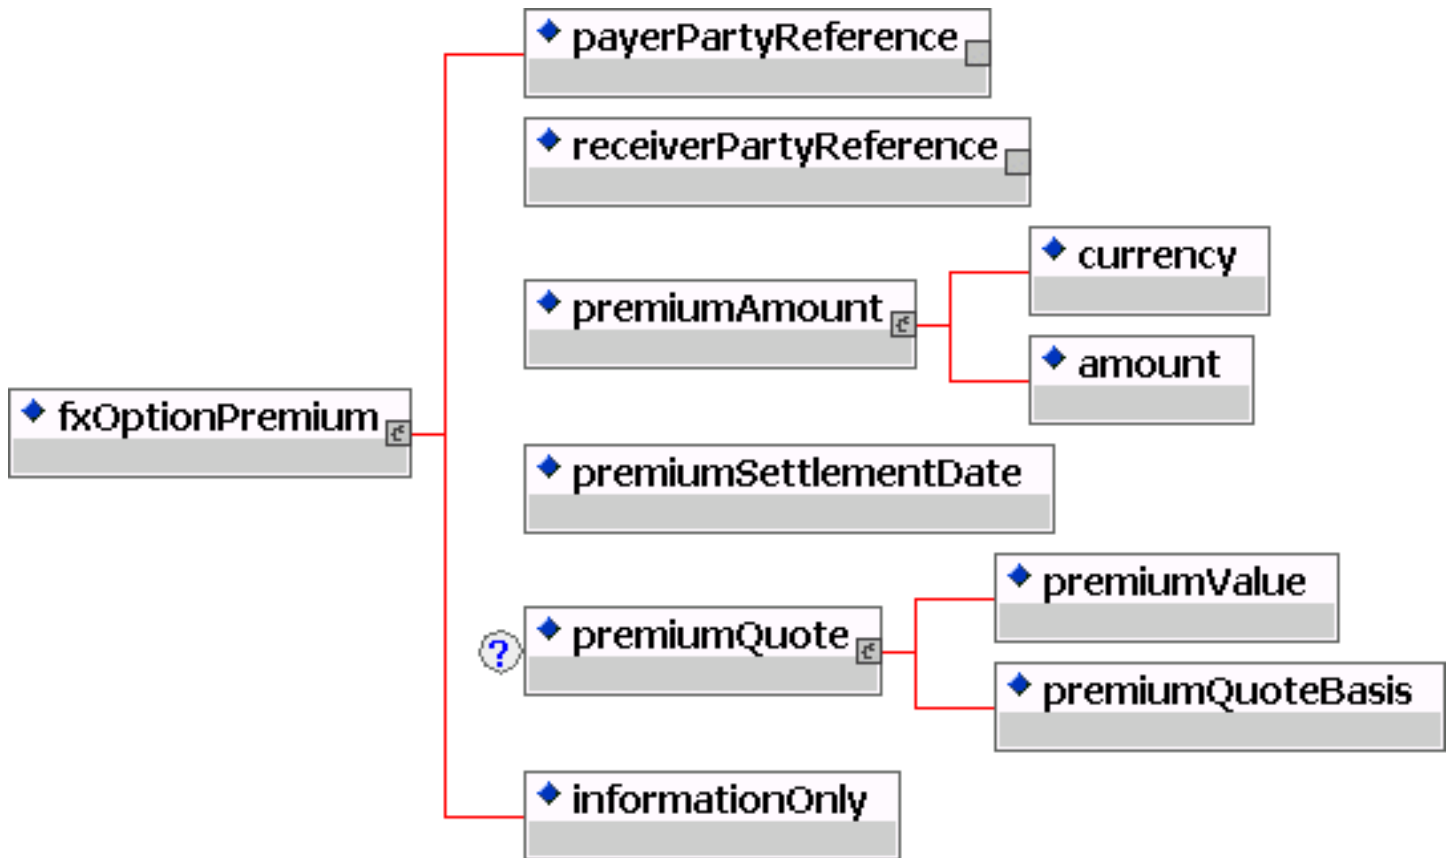 payerPartyReference
receiverPartyReference
currency
premiumAmount
amount
fxOptionPremium
premiumSettlementDate
premiumValue
premiumQuote
?
premiumQuoteBasis
informationOnly